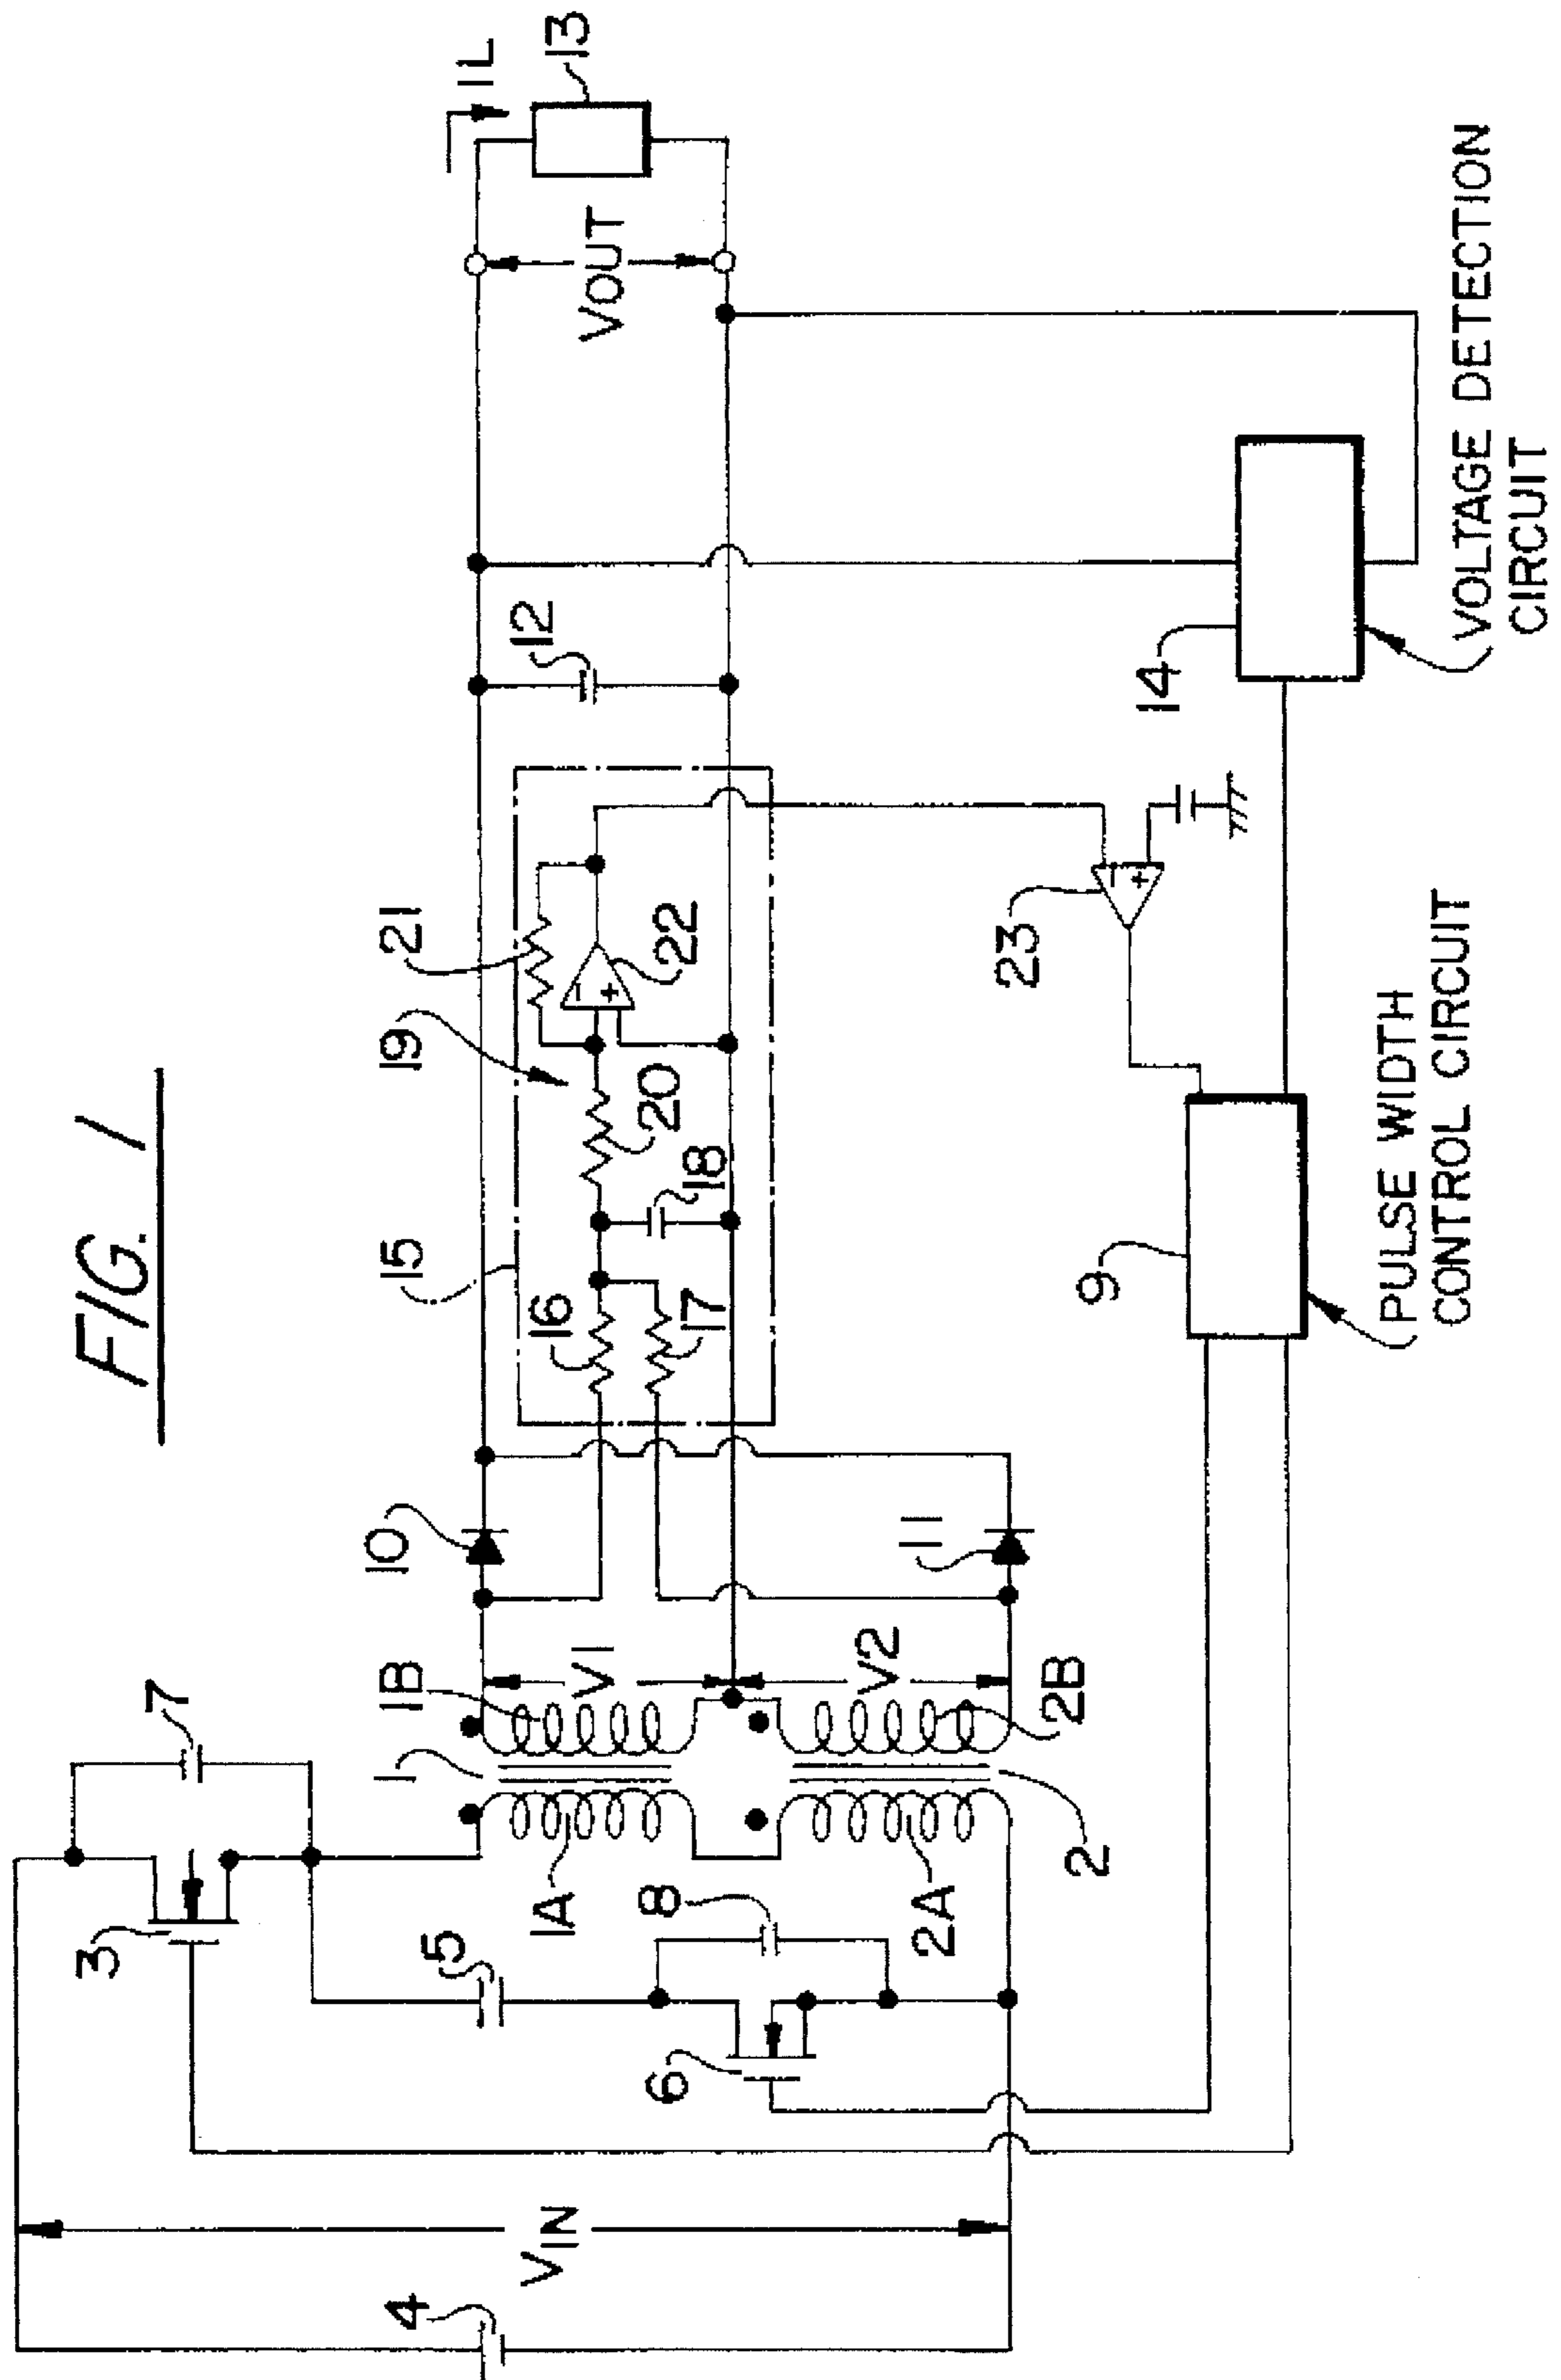 FIG. 1
4
VIN
3
7
5
6
8
1
1A
1B
V1
2A
2B
V2
2
10
11
15
16
17
18
19
20
21
22
12
VOUT
1L
13
23
14
9
PULSE WIDTH
CONTROL CIRCUIT
VOLTAGE DETECTION
CIRCUIT